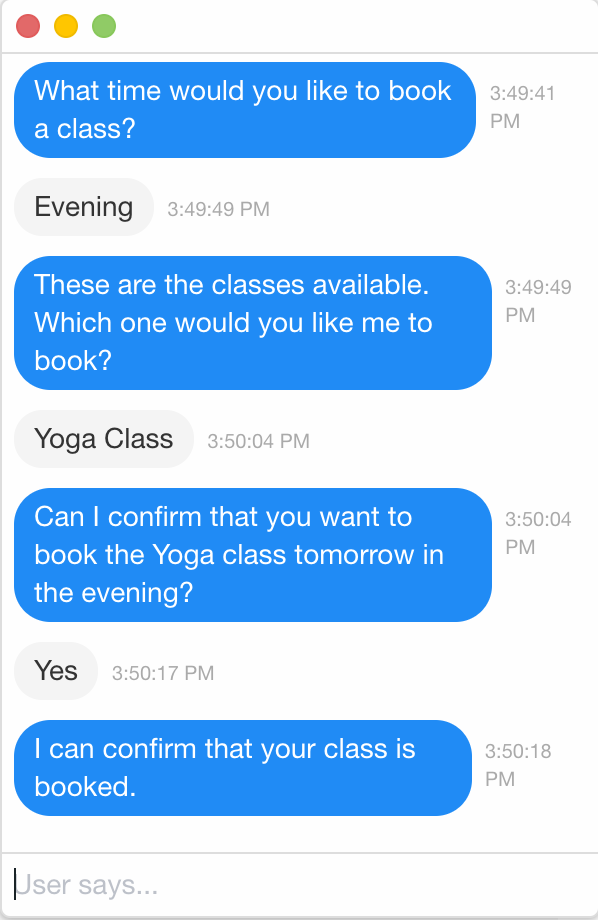 What time would you like to book
3:49:41
a class?
PM
Evening
3:49:49 PM
These are the classes available.
3:49:49
Which one would you like me to
PM
book?
Yoga Class
3:50:04 PM
Can I confirm that you want to
3:50:04
book the Yoga class tomorrow in
PM
the evening?
Yes
3:50:17 PM
I can confirm that your class is
3:50:18
booked.
PM
User says...